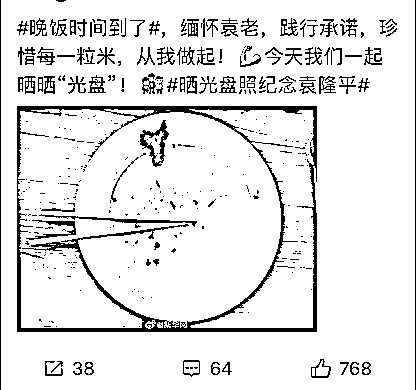 #晚饭时间到了#，缅怀袁老，践行承诺，珍
惜每一粒米，从我做起！💪今天我们一起
晒晒“光盘”！#晒光盘照纪念袁隆平#
38 64 768